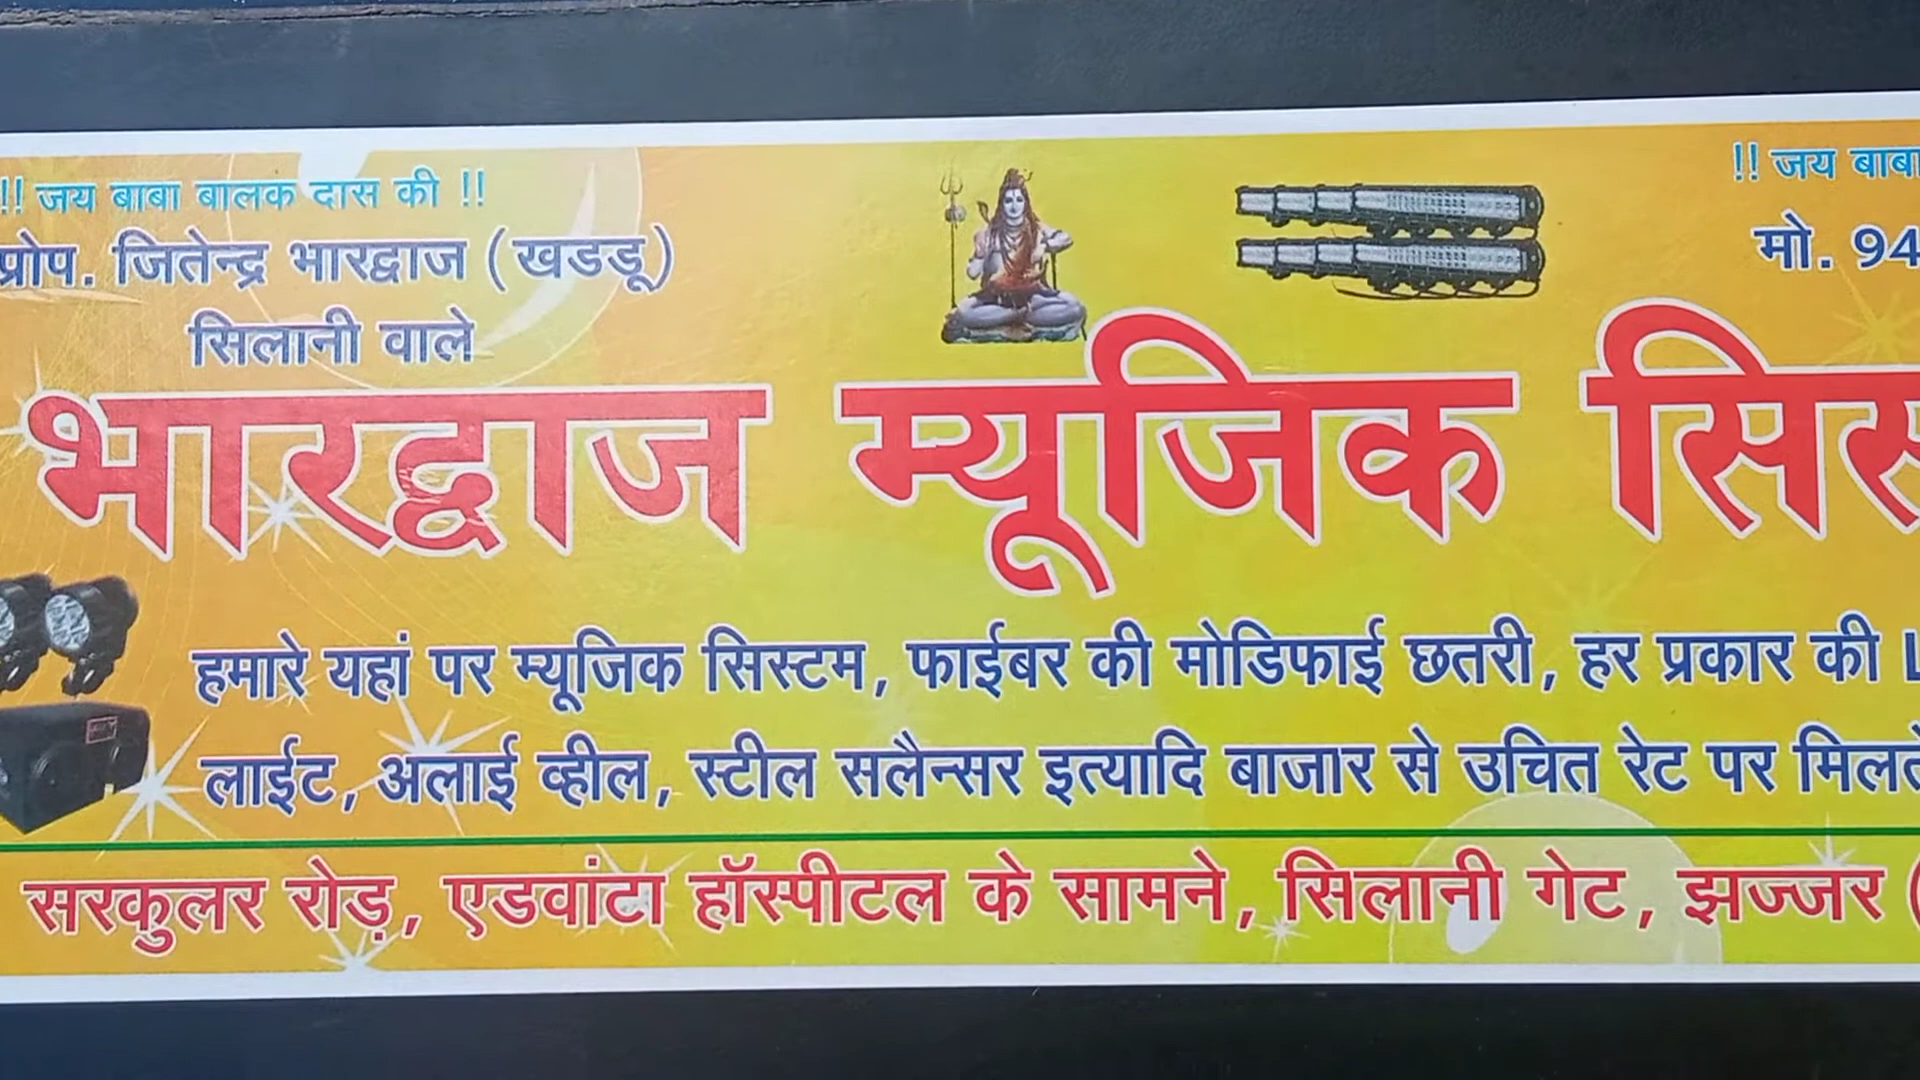 !! जय बाबा बालक दास की !!
!! जय बाबा
प्रोप. जितेन्द्र भारद्वाज (खडडू)
मो. 94
सिलानी वाले
भारद्वाज म्यूजिक सिस
हमारे यहां पर म्यूजिक सिस्टम, फाईबर की मोडिफाई छतरी, हर प्रकार की L
लाईट, अलाई व्हील, स्टील सलैन्सर इत्यादि बाजार से उचित रेट पर मिलते
सरकुलर रोड़, एडवांटा हॉस्पीटल के सामने, सिलानी गेट, झज्जर (